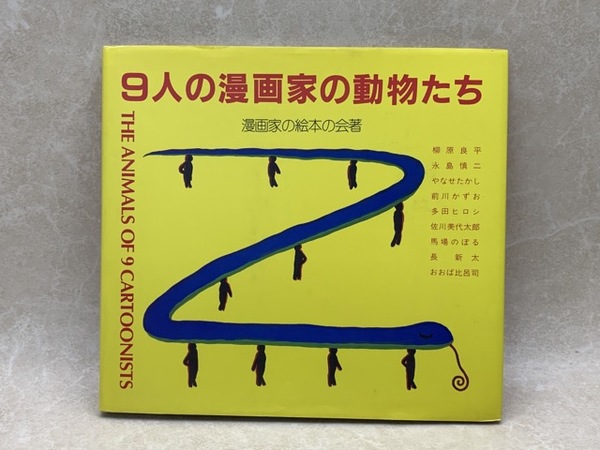 9人の漫画家の動物たち
漫画家の絵本の会著
THE ANIMALS OF 9 CARTOONISTS
柳原良平
永島慎二
やなせたかし
前川かずお
多田ヒロシ
佐川美代太郎
馬場のぼる
長 新太
おおば比呂司